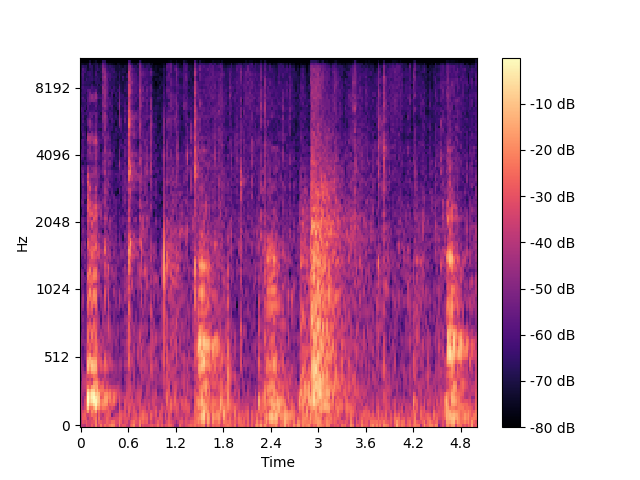 8192
4096
2048
1024
512
0
Hz
0 0.6 1.2 1.8 2.4 3 3.6 4.2 4.8
Time
-10 dB
-20 dB
-30 dB
-40 dB
-50 dB
-60 dB
-70 dB
-80 dB